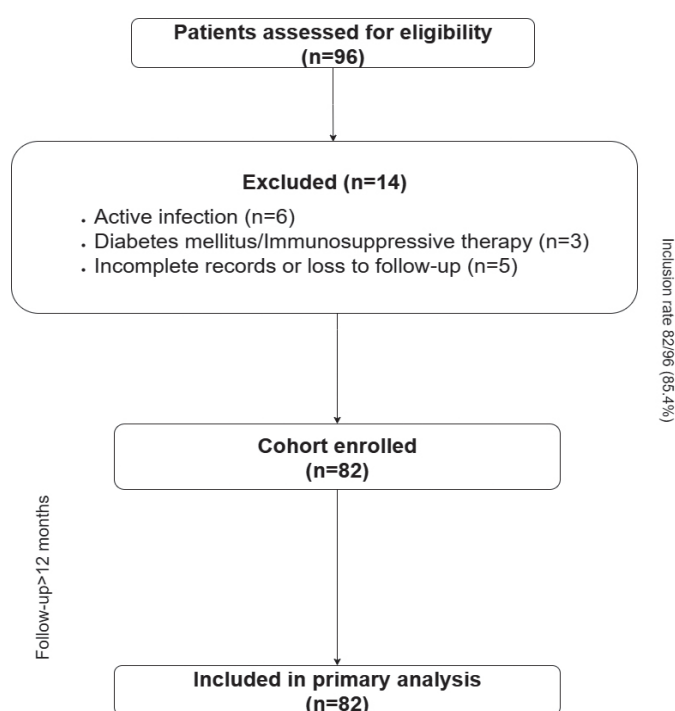 Patients assessed for eligibility
(n=96)
Excluded (n=14)
• Active infection (n=6)
• Diabetes mellitus/Immunosuppressive therapy (n=3)
• Incomplete records or loss to follow-up (n=5)
Inclusion rate 82/96 (85.4%)
Cohort enrolled
(n=82)
Follow-up>12 months
Included in primary analysis
(n=82)